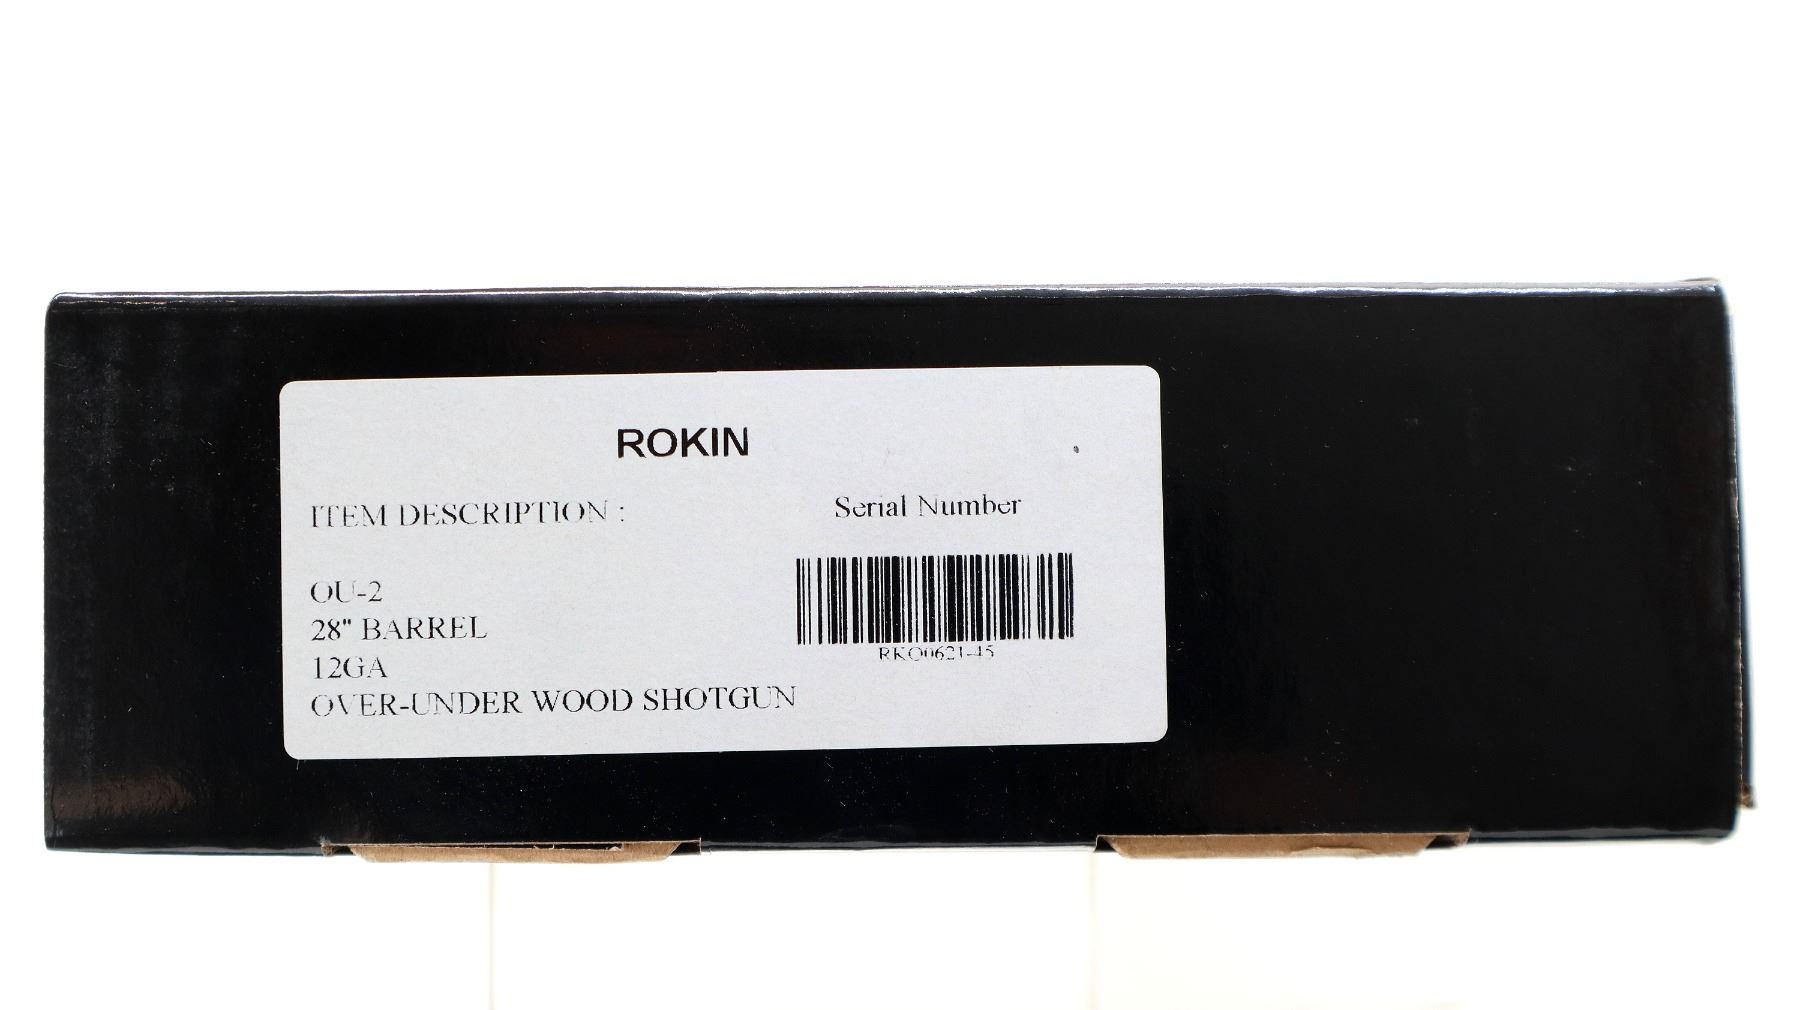 ROKIN
ITEM DESCRIPTION :
Serial Number
OU-2
28" BARREL
12GA
OVER-UNDER WOOD SHOTGUN
RKO0621-45